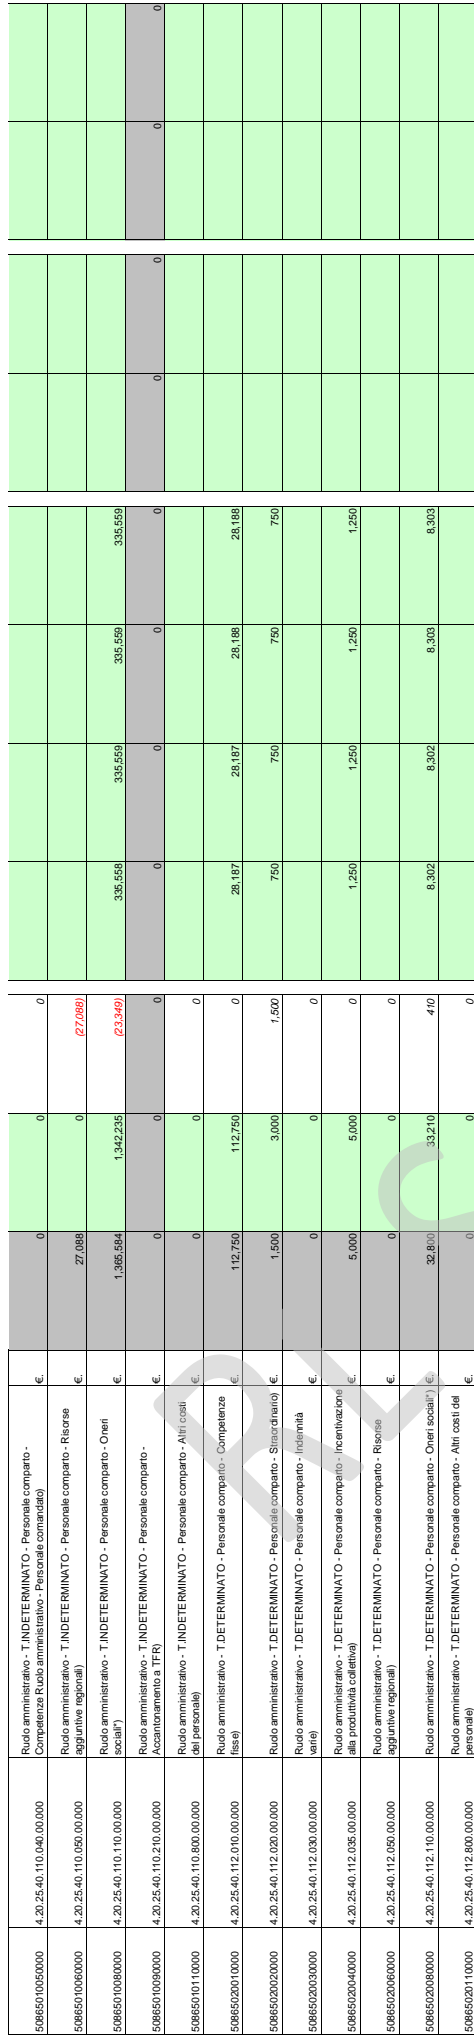 50865010050000 4.20.25.40.110.040.00.000 Ruolo amministrativo - T.INDETERMINATO - Personale comparto - €. 0 0 0
Competenze Ruolo amministrativo - Personale comandato)
50865010060000 4.20.25.40.110.050.00.000 Ruolo amministrativo - T.INDETERMINATO - Personale comparto - Risorse €. 27,088 0 (27,088)
aggiuntive regionali)
50865010080000 4.20.25.40.110.110.00.000 Ruolo amministrativo - T.INDETERMINATO - Personale comparto - Oneri €. 1,365,584 1,342,235 (23,349) 335,558 335,559 335,559 335,559
sociali*)
50865010090000 4.20.25.40.110.210.00.000 Ruolo amministrativo - T.INDETERMINATO - Personale comparto - €. 0 0 0 0 0 0 0 0 0 0 0
Accantonamento a TFR)
50865010110000 4.20.25.40.110.800.00.000 Ruolo amministrativo - T.INDETERMINATO - Personale comparto - Altri costi €. 0 0 0
del personale)
50865020010000 4.20.25.40.112.010.00.000 Ruolo amministrativo - T.DETERMINATO - Personale comparto - Competenze €. 112,750 112,750 0 28,187 28,187 28,188 28,188
fisse)
50865020020000 4.20.25.40.112.020.00.000 Ruolo amministrativo - T.DETERMINATO - Personale comparto - Straordinario) €. 1,500 3,000 1,500 750 750 750 750
50865020030000 4.20.25.40.112.030.00.000 Ruolo amministrativo - T.DETERMINATO - Personale comparto - Indennità €. 0 0 0
varie)
50865020040000 4.20.25.40.112.035.00.000 Ruolo amministrativo - T.DETERMINATO - Personale comparto - Incentivazione €. 5,000 5,000 0 1,250 1,250 1,250 1,250
alla produttività collettiva)
50865020060000 4.20.25.40.112.050.00.000 Ruolo amministrativo - T.DETERMINATO - Personale comparto - Risorse €. 0 0 0
aggiuntive regionali)
50865020080000 4.20.25.40.112.110.00.000 Ruolo amministrativo - T.DETERMINATO - Personale comparto - Oneri sociali*) €. 32,800 33,210 410 8,302 8,302 8,303 8,303
50865020110000 4.20.25.40.112.800.00.000 Ruolo amministrativo - T.DETERMINATO - Personale comparto - Altri costi del €. 0 0 0
personale)